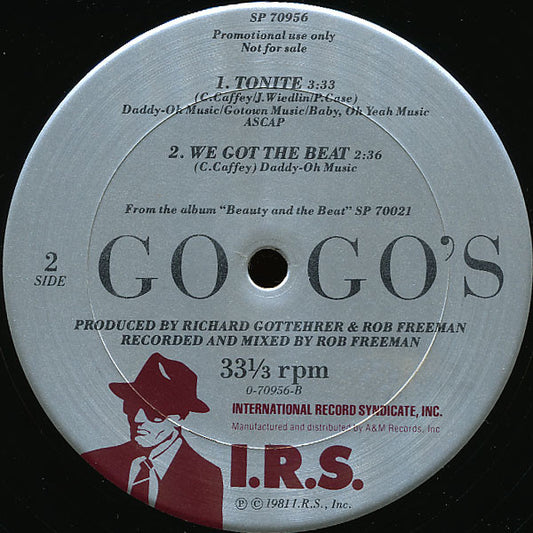 SP 70956
Promotional use only
Not for sale
1. TONITE 3:33
(C.Caffey/J.Wiedlin/P.Case)
Daddy-Oh Music/Gotown Music/Baby, Oh Yeah Music
ASCAP
2. WE GOT THE BEAT 2:36
(C.Caffey) Daddy-Oh Music
From the album "Beauty and the Beat" SP 70021
2
SIDE
GO GO'S
PRODUCED BY RICHARD GOTTEHRER & ROB FREEMAN
RECORDED AND MIXED BY ROB FREEMAN
33⅓ rpm
0-70956-B
INTERNATIONAL RECORD SYNDICATE, INC.
Manufactured and distributed by A&M Records, Inc
I.R.S.
Ⓟ © 1981 I.R.S., Inc.